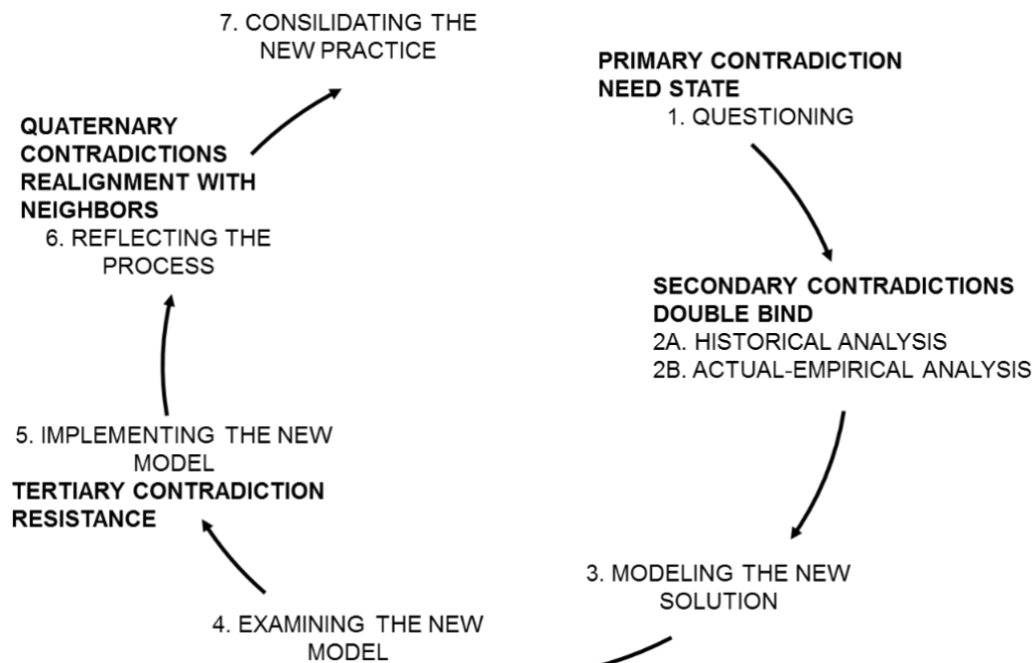 PRIMARY CONTRADICTION
NEED STATE
1. QUESTIONING
SECONDARY CONTRADICTIONS
DOUBLE BIND
2A. HISTORICAL ANALYSIS
2B. ACTUAL-EMPIRICAL ANALYSIS
3. MODELING THE NEW
SOLUTION
4. EXAMINING THE NEW
MODEL
5. IMPLEMENTING THE NEW
MODEL
TERTIARY CONTRADICTION
RESISTANCE
QUATERNARY
CONTRADICTIONS
REALIGNMENT WITH
NEIGHBORS
6. REFLECTING THE
PROCESS
7. CONSILIDATING THE
NEW PRACTICE